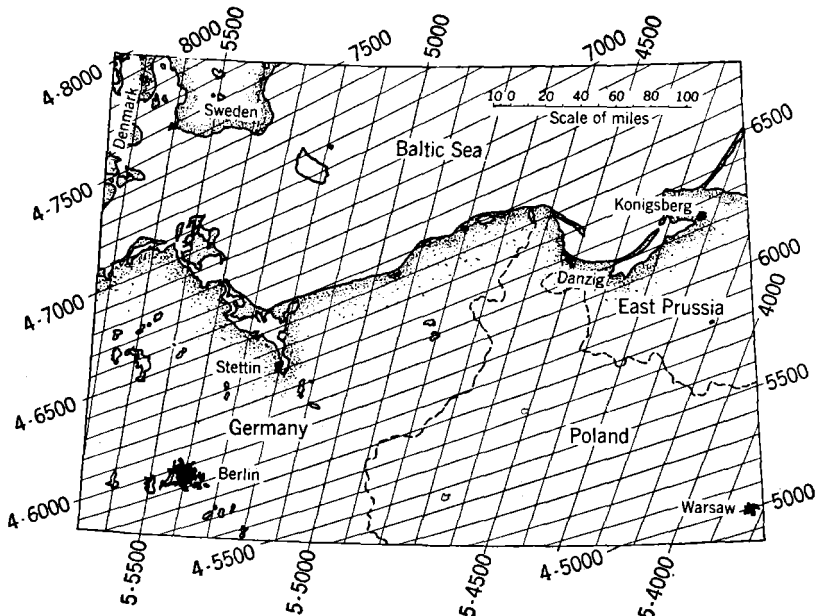 8000
5500
7500
5000
7000
4500
4·8000
Denmark
Sweden
10 0 20 40 60 80 100
Scale of miles
6500
Baltic Sea
4·7500
Konigsberg
6000
Danzig
4000
4·7000
East Prussia
Stettin
5500
4·6500
Germany
Poland
Berlin
4·6000
Warsaw
5000
5·5500
4·5500
5·5000
5·4500
4·5000
5·4000